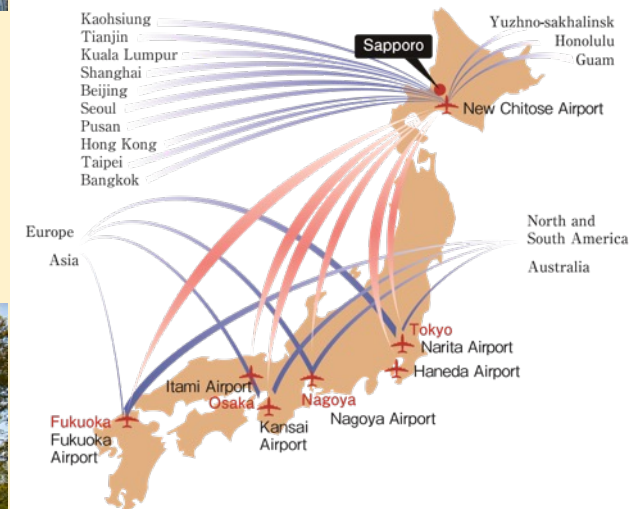 Kaohsiung
Tianjin
Kuala Lumpur
Shanghai
Beijing
Seoul
Pusan
Hong Kong
Taipei
Bangkok
Sapporo
Yuzhno-sakhalinsk
Honolulu
Guam
New Chitose Airport
Europe
Asia
North and
South America
Australia
Tokyo
Narita Airport
Haneda Airport
Itami Airport
Osaka
Kansai
Airport
Nagoya
Nagoya Airport
Fukuoka
Fukuoka
Airport